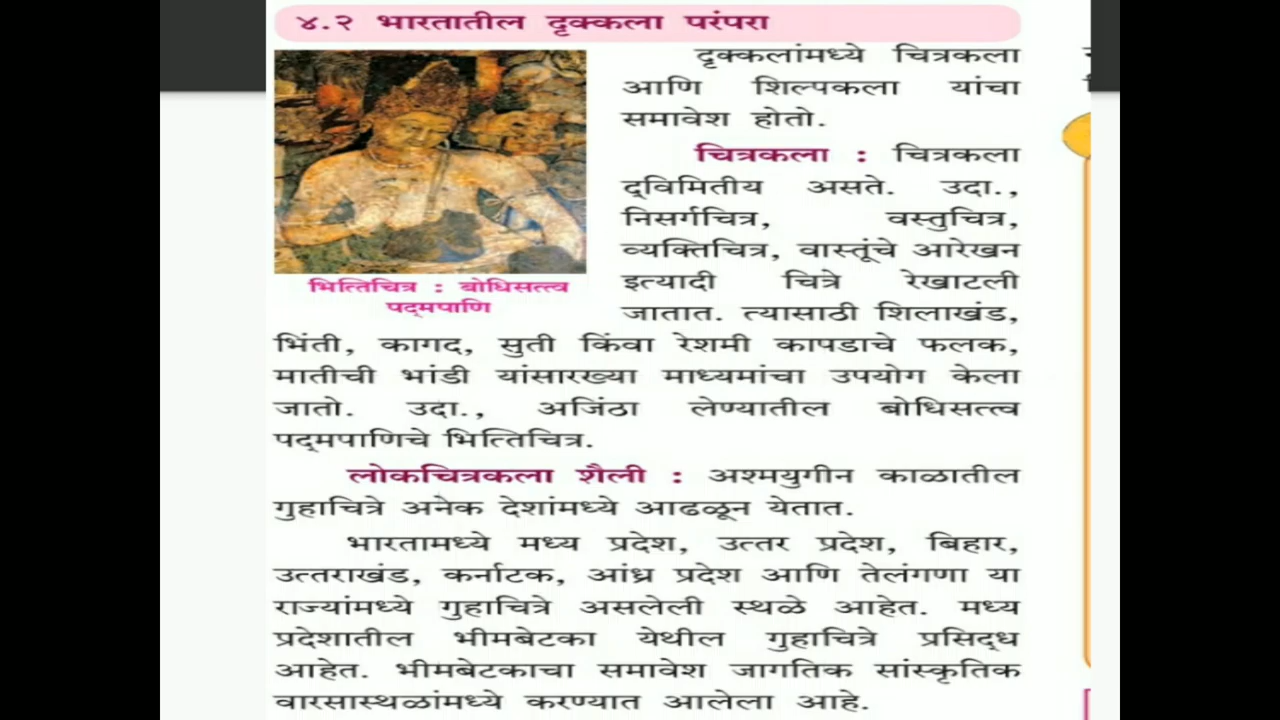 ४.२ भारतातील दृक्कला परंपरा
दृक्कलांमध्ये चित्रकला
आणि शिल्पकला यांचा
समावेश होतो.
चित्रकला : चित्रकला
द्‌विमितीय असते. उदा.,
निसर्गचित्र, वस्तुचित्र,
व्यक्तिचित्र, वास्तूंचे आरेखन
इत्यादी चित्रे रेखाटली
जातात. त्यासाठी शिलाखंड,
भित्तिचित्र : बोधिसत्त्व
पद्‌मपाणि
भिंती, कागद, सुती किंवा रेशमी कापडाचे फलक,
मातीची भांडी यांसारख्या माध्यमांचा उपयोग केला
जातो. उदा., अजिंठा लेण्यातील बोधिसत्त्व
पद्‌मपाणिचे भित्तिचित्र.
लोकचित्रकला शैली : अश्मयुगीन काळातील
गुहाचित्रे अनेक देशांमध्ये आढळून येतात.
भारतामध्ये मध्य प्रदेश, उत्तर प्रदेश, बिहार,
उत्तराखंड, कर्नाटक, आंध्र प्रदेश आणि तेलंगणा या
राज्यांमध्ये गुहाचित्रे असलेली स्थळे आहेत. मध्य
प्रदेशातील भीमबेटका येथील गुहाचित्रे प्रसिद्ध
आहेत. भीमबेटकाचा समावेश जागतिक सांस्कृतिक
वारसास्थळांमध्ये करण्यात आलेला आहे.